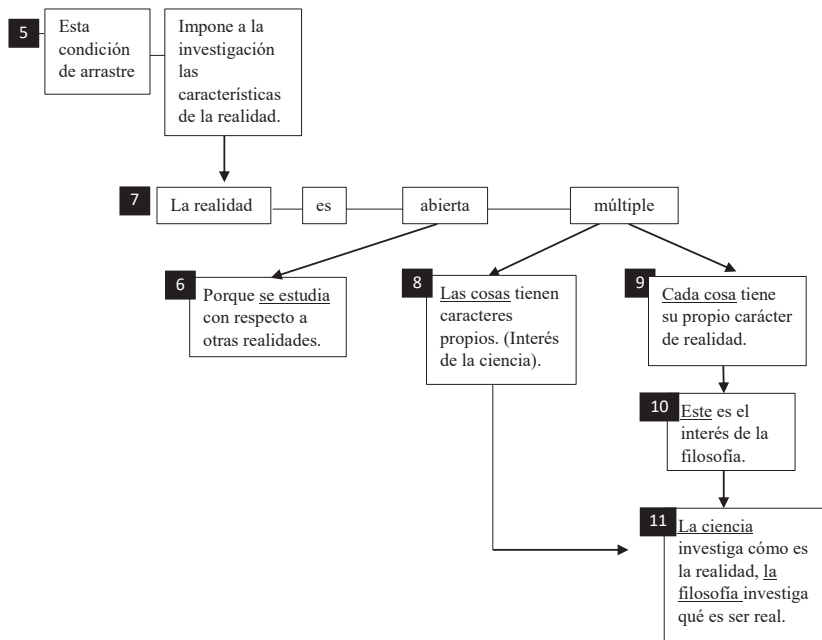 5
Esta
condición
de arrastre
Impone a la
investigación
las
características
de la realidad.
7
La realidad
es
abierta
múltiple
6
Porque se estudia
con respecto a
otras realidades.
8
Las cosas tienen
caracteres
propios. (Interés
de la ciencia).
9
Cada cosa tiene
su propio carácter
de realidad.
10
Este es el
interés de la
filosofía.
11
La ciencia
investiga cómo es
la realidad, la
filosofía investiga
qué es ser real.